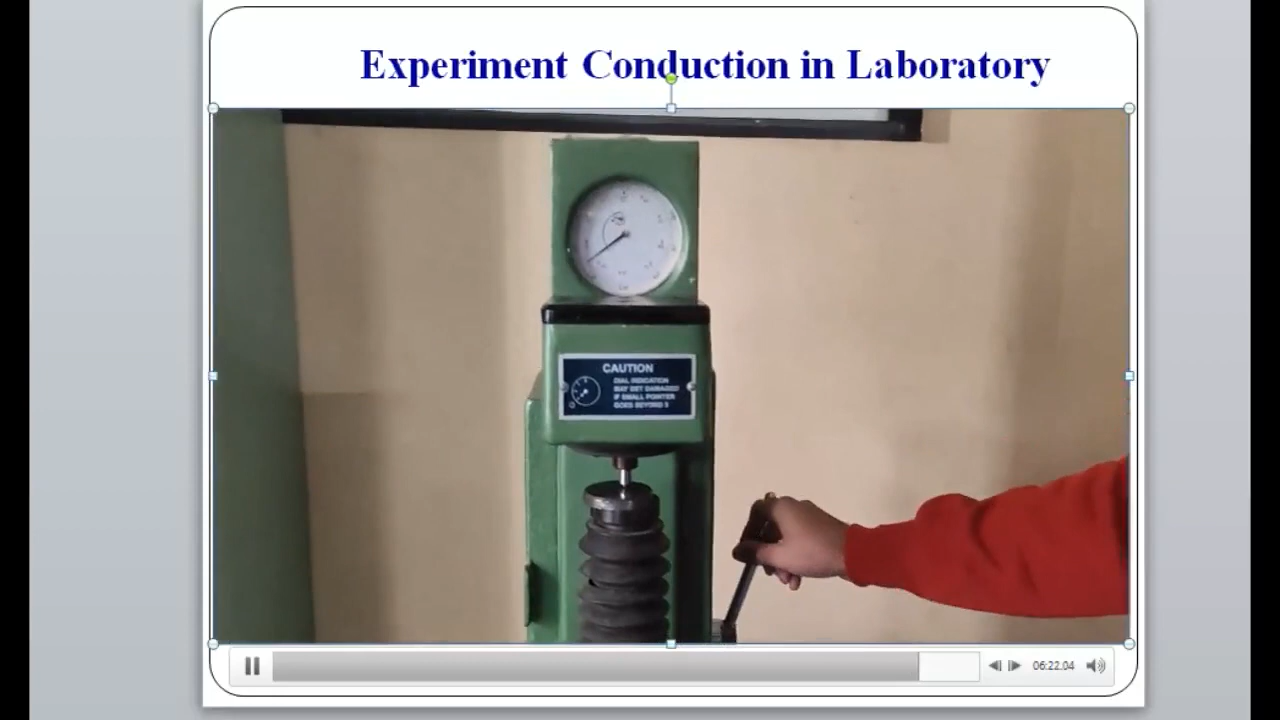 Experiment Conduction in Laboratory
CAUTION
DIAL INDICATION
MAY GET DAMAGED
IF SMALL POINTER
GOES BEYOND 3
06:22.04